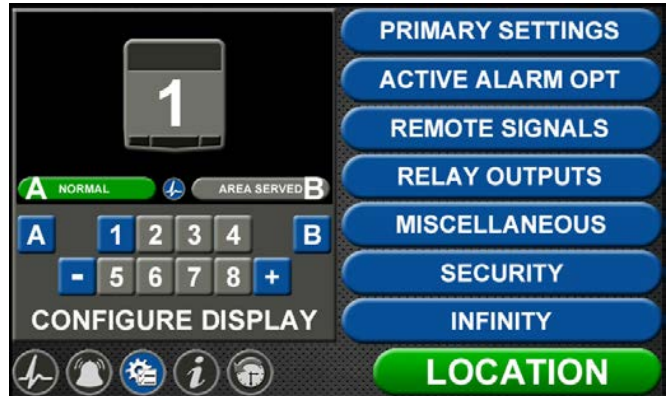 1
A NORMAL
AREA SERVED B
A 1 2 3 4 B
- 5 6 7 8 +
CONFIGURE DISPLAY
PRIMARY SETTINGS
ACTIVE ALARM OPT
REMOTE SIGNALS
RELAY OUTPUTS
MISCELLANEOUS
SECURITY
INFINITY
i
LOCATION